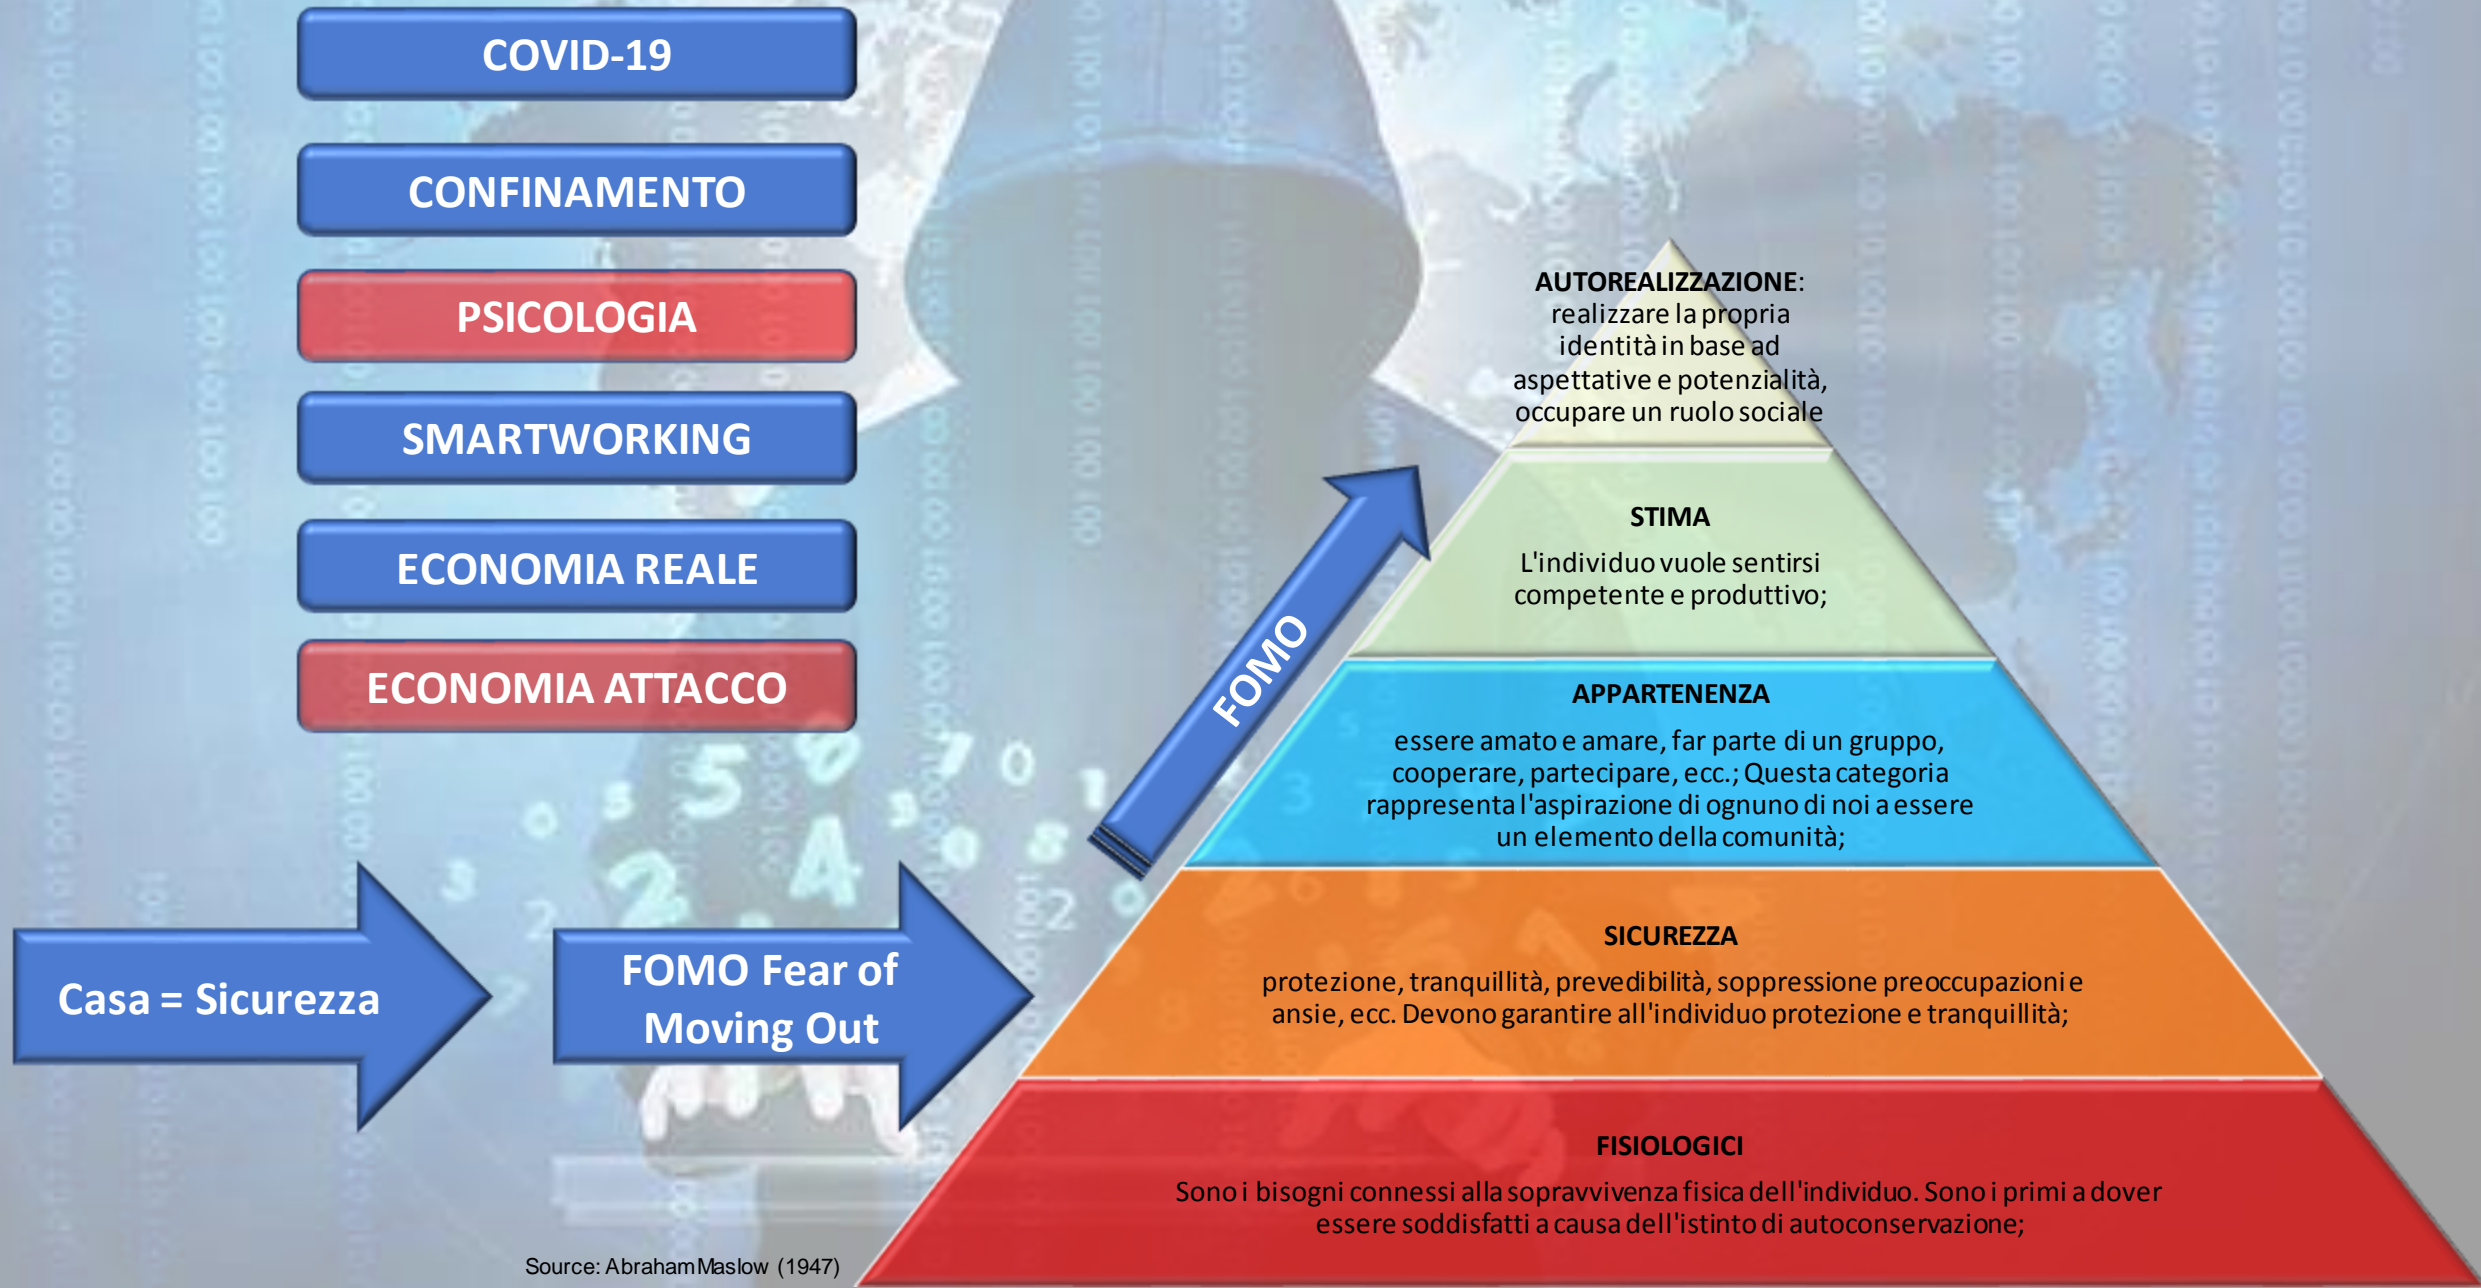 COVID-19
CONFINAMENTO
PSICOLOGIA
SMARTWORKING
ECONOMIA REALE
ECONOMIA ATTACCO
Casa = Sicurezza
FOMO Fear of
Moving Out
FOMO
AUTOREALIZZAZIONE:
realizzare la propria
identità in base ad
aspettative e potenzialità,
occupare un ruolo sociale
STIMA
L'individuo vuole sentirsi
competente e produttivo;
APPARTENENZA
essere amato e amare, far parte di un gruppo,
cooperare, partecipare, ecc.; Questa categoria
rappresenta l'aspirazione di ognuno di noi a essere
un elemento della comunità;
SICUREZZA
protezione, tranquillità, prevedibilità, soppressione preoccupazioni e
ansie, ecc. Devono garantire all'individuo protezione e tranquillità;
FISIOLOGICI
Sono i bisogni connessi alla sopravvivenza fisica dell'individuo. Sono i primi a dover
essere soddisfatti a causa dell'istinto di autoconservazione;
Source: Abraham Maslow (1947)